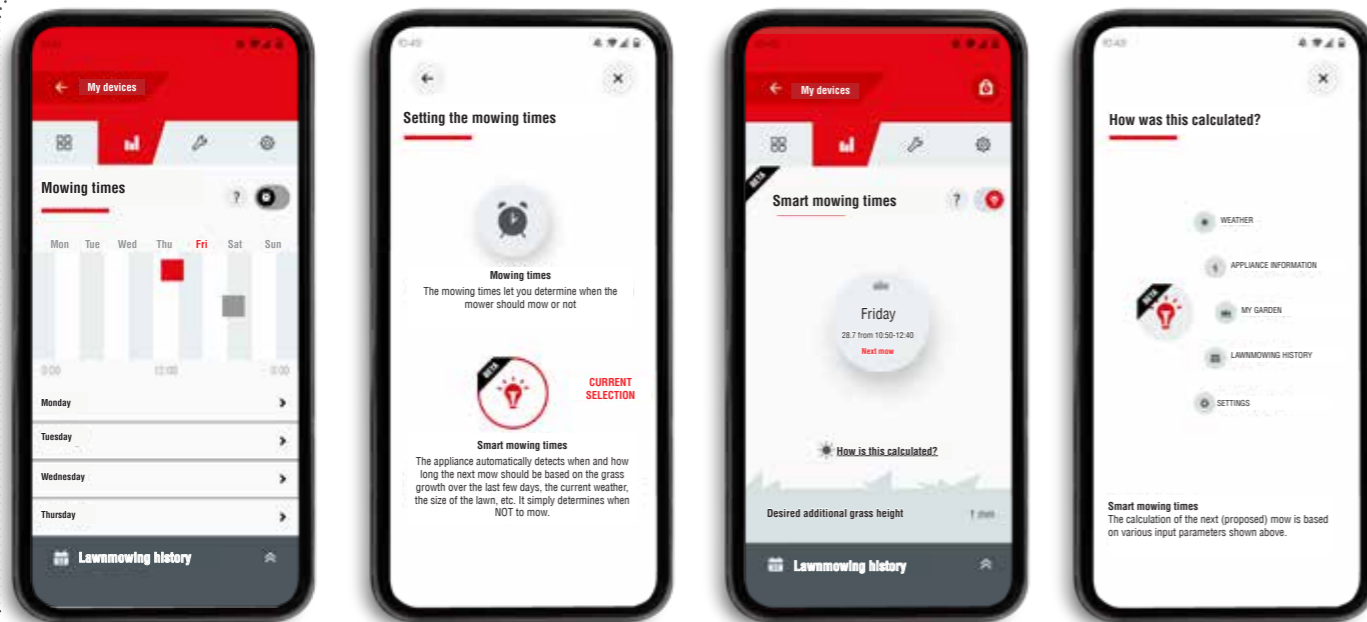 My devices
Mowing times
?
Mon Tue Wed Thu Fri Sat Sun
0:00 12:00 0:00
Monday
Tuesday
Wednesday
Thursday
Lawnmowing history
10:49
Setting the mowing times
Mowing times
The mowing times let you determine when the
mower should mow or not
BETA
CURRENT
SELECTION
Smart mowing times
The appliance automatically detects when and how
long the next mow should be based on the grass
growth over the last few days, the current weather,
the size of the lawn, etc. It simply determines when
NOT to mow.
My devices
BETA
Smart mowing times
?
Friday
28.7 from 10:50-12:40
Next mow
How is this calculated?
Desired additional grass height
Lawnmowing history
How was this calculated?
WEATHER
APPLIANCE INFORMATION
BETA
MY GARDEN
LAWNMOWING HISTORY
SETTINGS
Smart mowing times
The calculation of the next (proposed) mow is based
on various input parameters shown above.